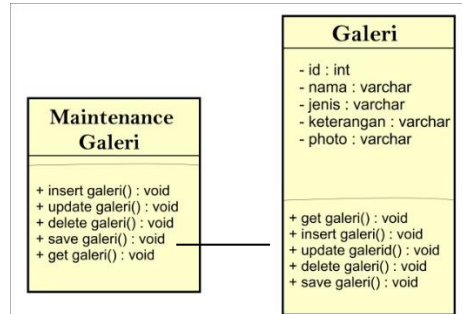 Maintenance
Galeri
+ insert galeri() : void
+ update galeri() : void
+ delete galeri() : void
+ save galeri() : void
+ get galeri() : void
Galeri
- id : int
- nama : varchar
- jenis : varchar
- keterangan : varchar
- photo : varchar
+ get galeri() : void
+ insert galeri() : void
+ update galerid() : void
+ delete galeri() : void
+ save galeri() : void